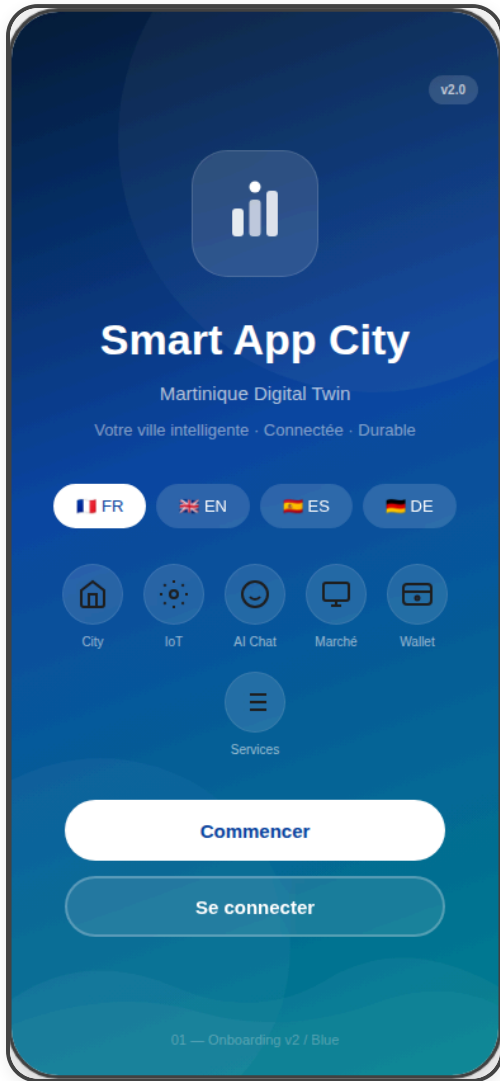 v2.0
Smart App City
Martinique Digital Twin
Votre ville intelligente · Connectée · Durable
FR EN ES DE
City IoT AI Chat Marché Wallet
Services
Commencer
Se connecter
01 — Onboarding v2 / Blue